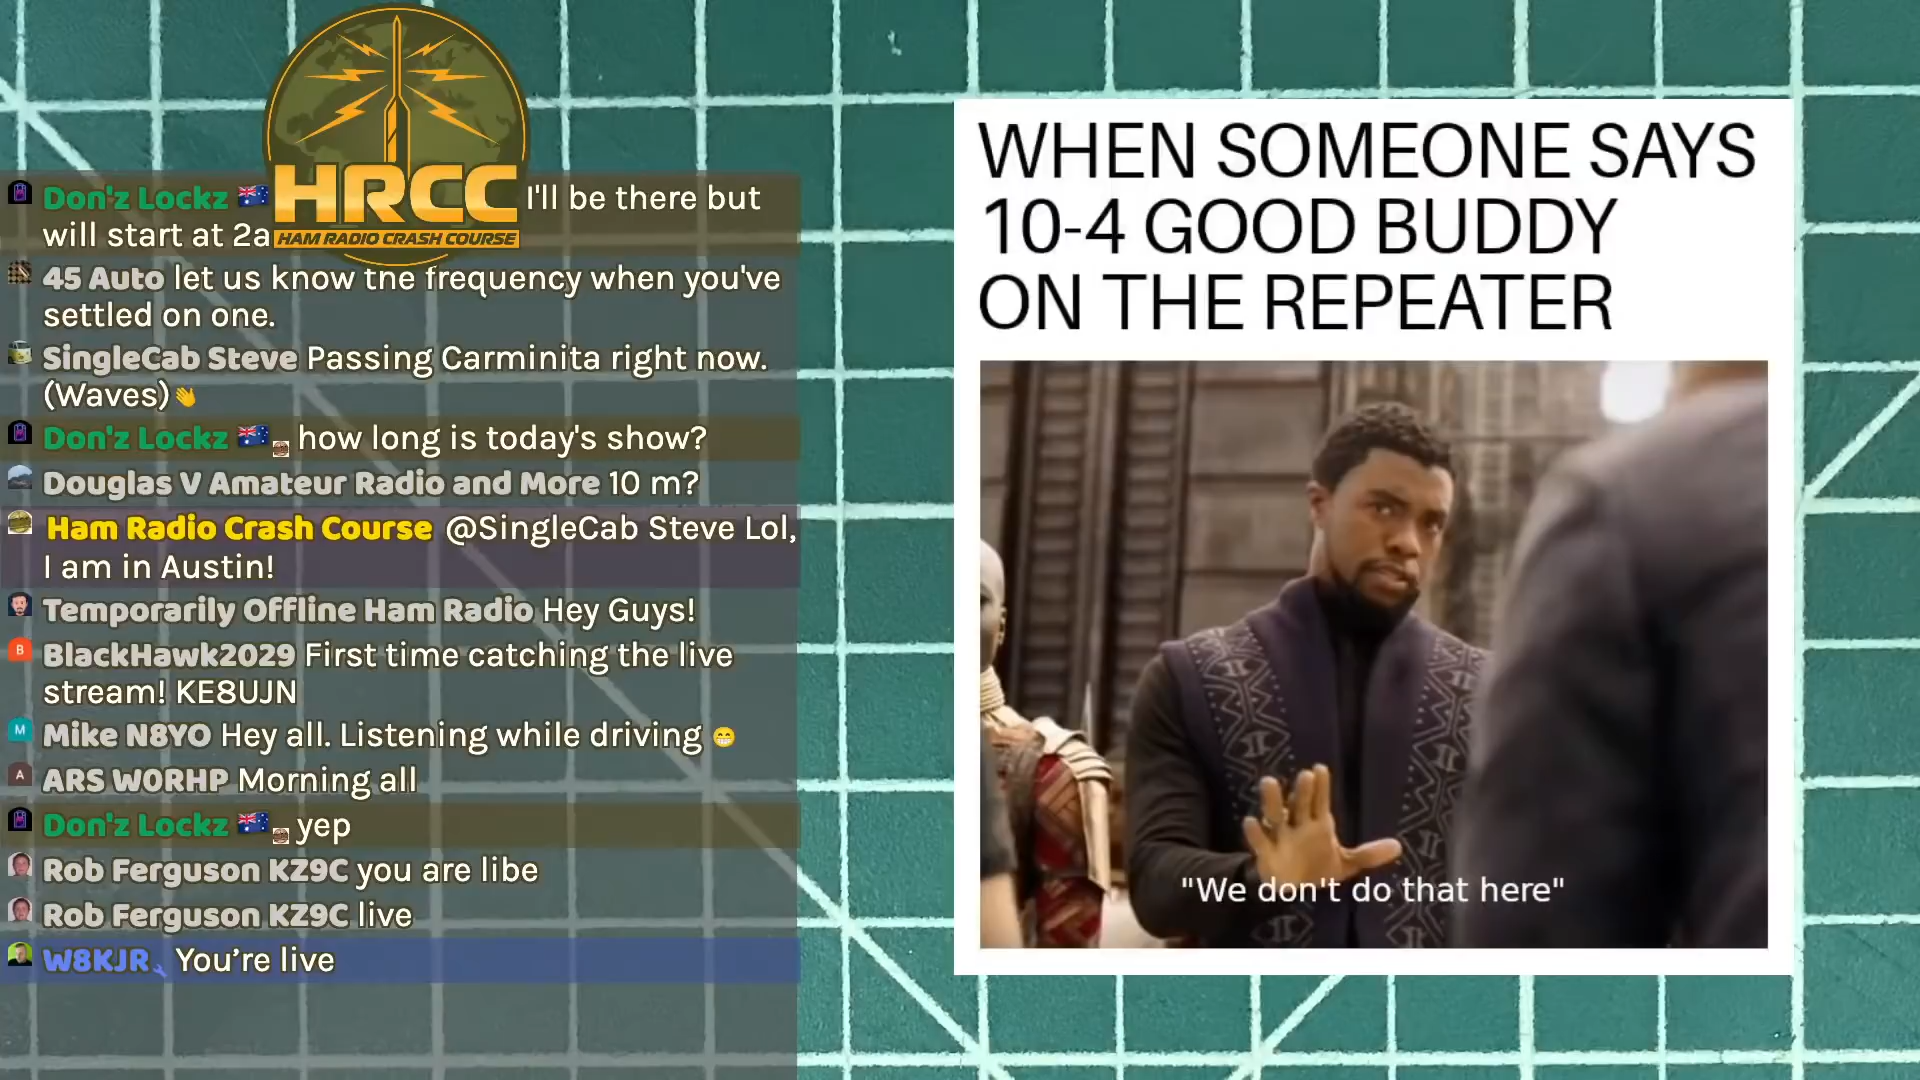 HRCC
HAM RADIO CRASH COURSE
Don'z Lockz I'll be there but
will start at 2a
45 Auto let us know the frequency when you've
settled on one.
SingleCab Steve Passing Carminita right now.
(Waves)
Don'z Lockz how long is today's show?
Douglas V Amateur Radio and More 10 m?
Ham Radio Crash Course @SingleCab Steve Lol,
I am in Austin!
Temporarily Offline Ham Radio Hey Guys!
B
BlackHawk2029 First time catching the live
stream! KE8UJN
M
Mike N8YO Hey all. Listening while driving
A
ARS W0RHP Morning all
Don'z Lockz yep
Rob Ferguson KZ9C you are libe
Rob Ferguson KZ9C live
W8KJR You’re live
WHEN SOMEONE SAYS
10-4 GOOD BUDDY
ON THE REPEATER
"We don't do that here"